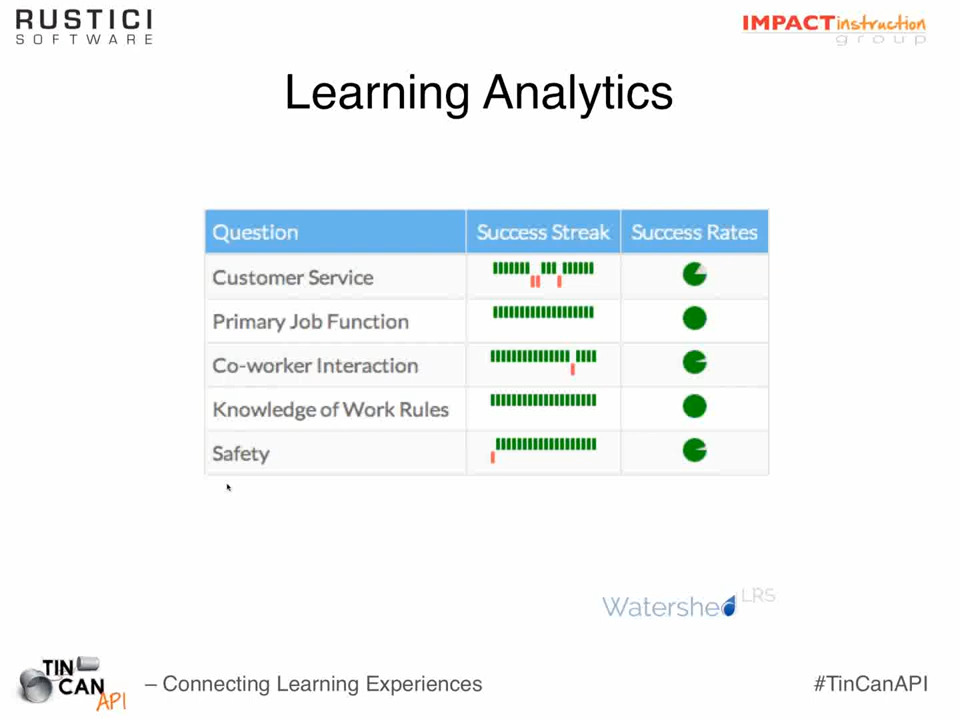 RUSTICI
SOFTWARE
IMPACTinstruction
group
Learning Analytics
Question Success Streak Success Rates
Customer Service
Primary Job Function
Co-worker Interaction
Knowledge of Work Rules
Safety
Watershed LRS
TIN
CAN
API
– Connecting Learning Experiences
#TinCanAPI